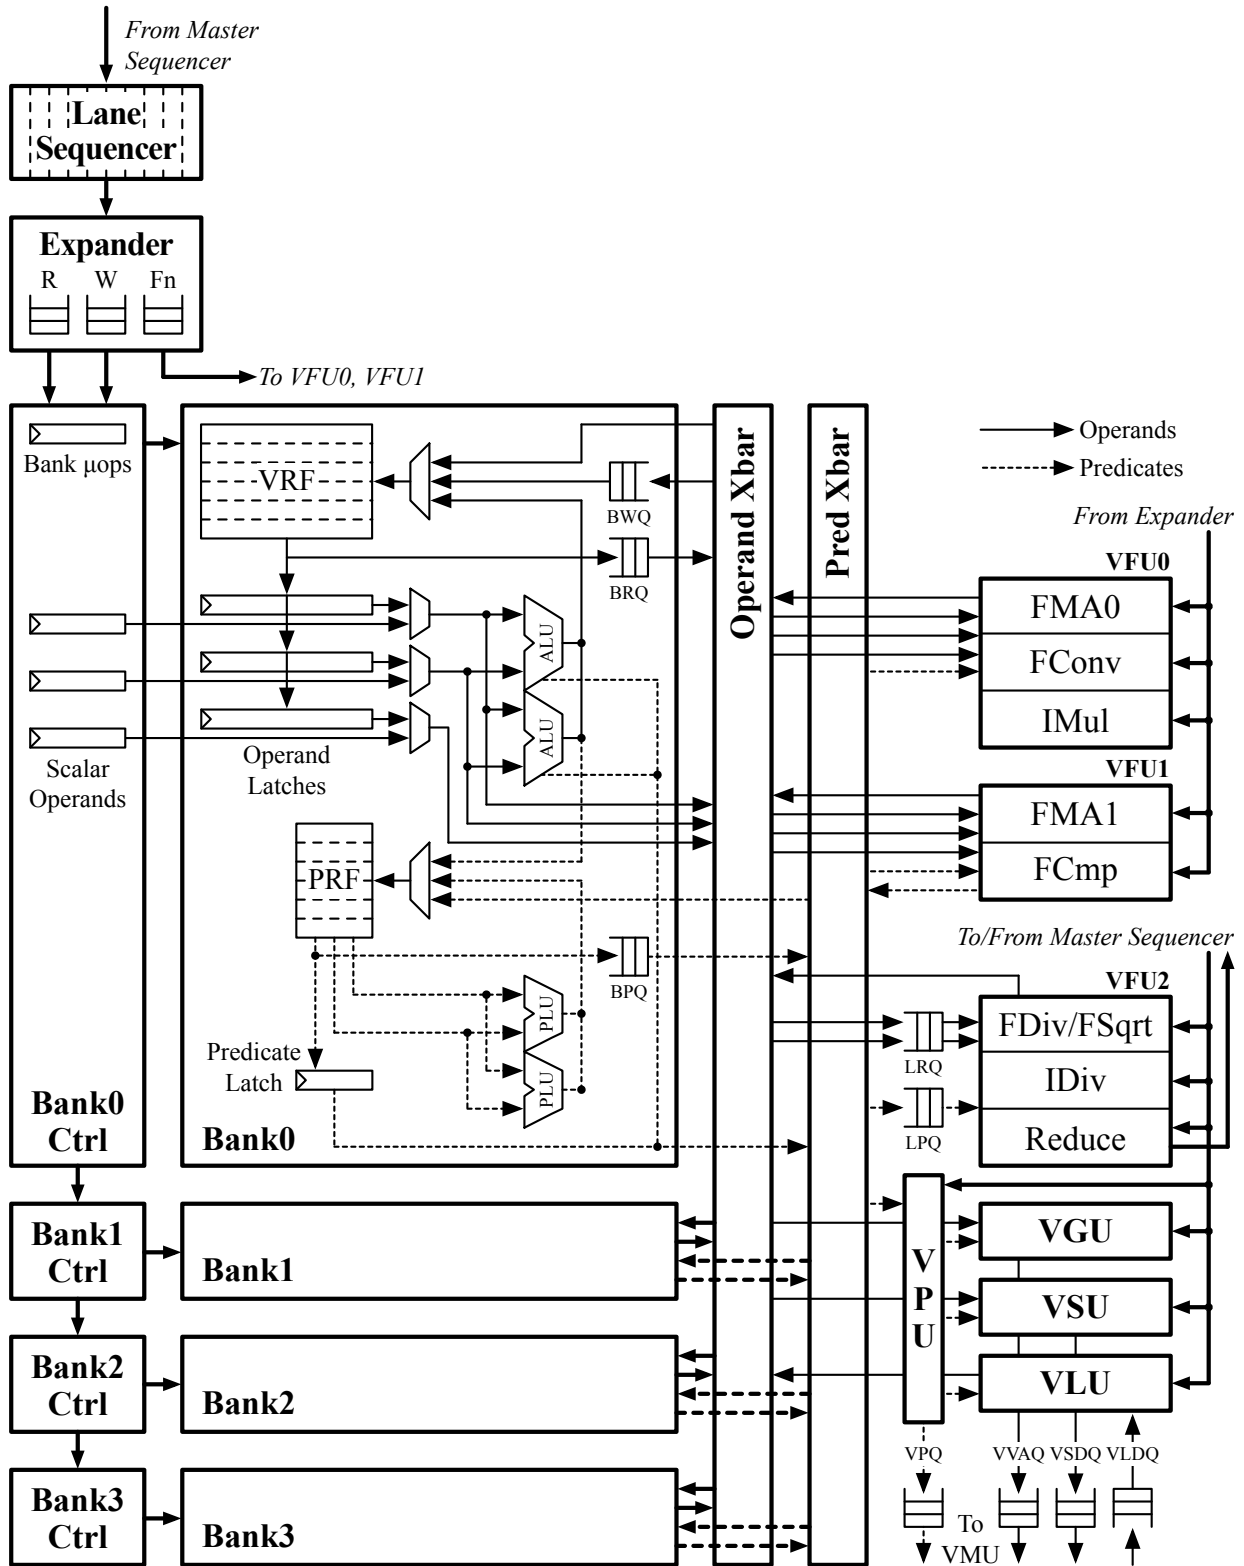 From Master
Sequencer
Lane
Sequencer
Expander
R W Fn
To VFU0, VFU1
Bank μops
Scalar
Operands
Bank0
Ctrl
VRF
BWQ
BRQ
ALU
ALU
Operand
Latches
PRF
BPQ
PLU
PLU
Predicate
Latch
Bank0
Operand Xbar
Pred Xbar
Operands
Predicates
From Expander
VFU0
FMA0
FConv
IMul
VFU1
FMA1
FCmp
To/From Master Sequencer
VFU2
FDiv/FSqrt
IDiv
Reduce
LRQ
LPQ
VPU
VGU
VSU
VLU
Bank1
Ctrl
Bank1
Bank2
Ctrl
Bank2
Bank3
Ctrl
Bank3
VPQ VVAQ VSDQ VLDQ
To
VMU